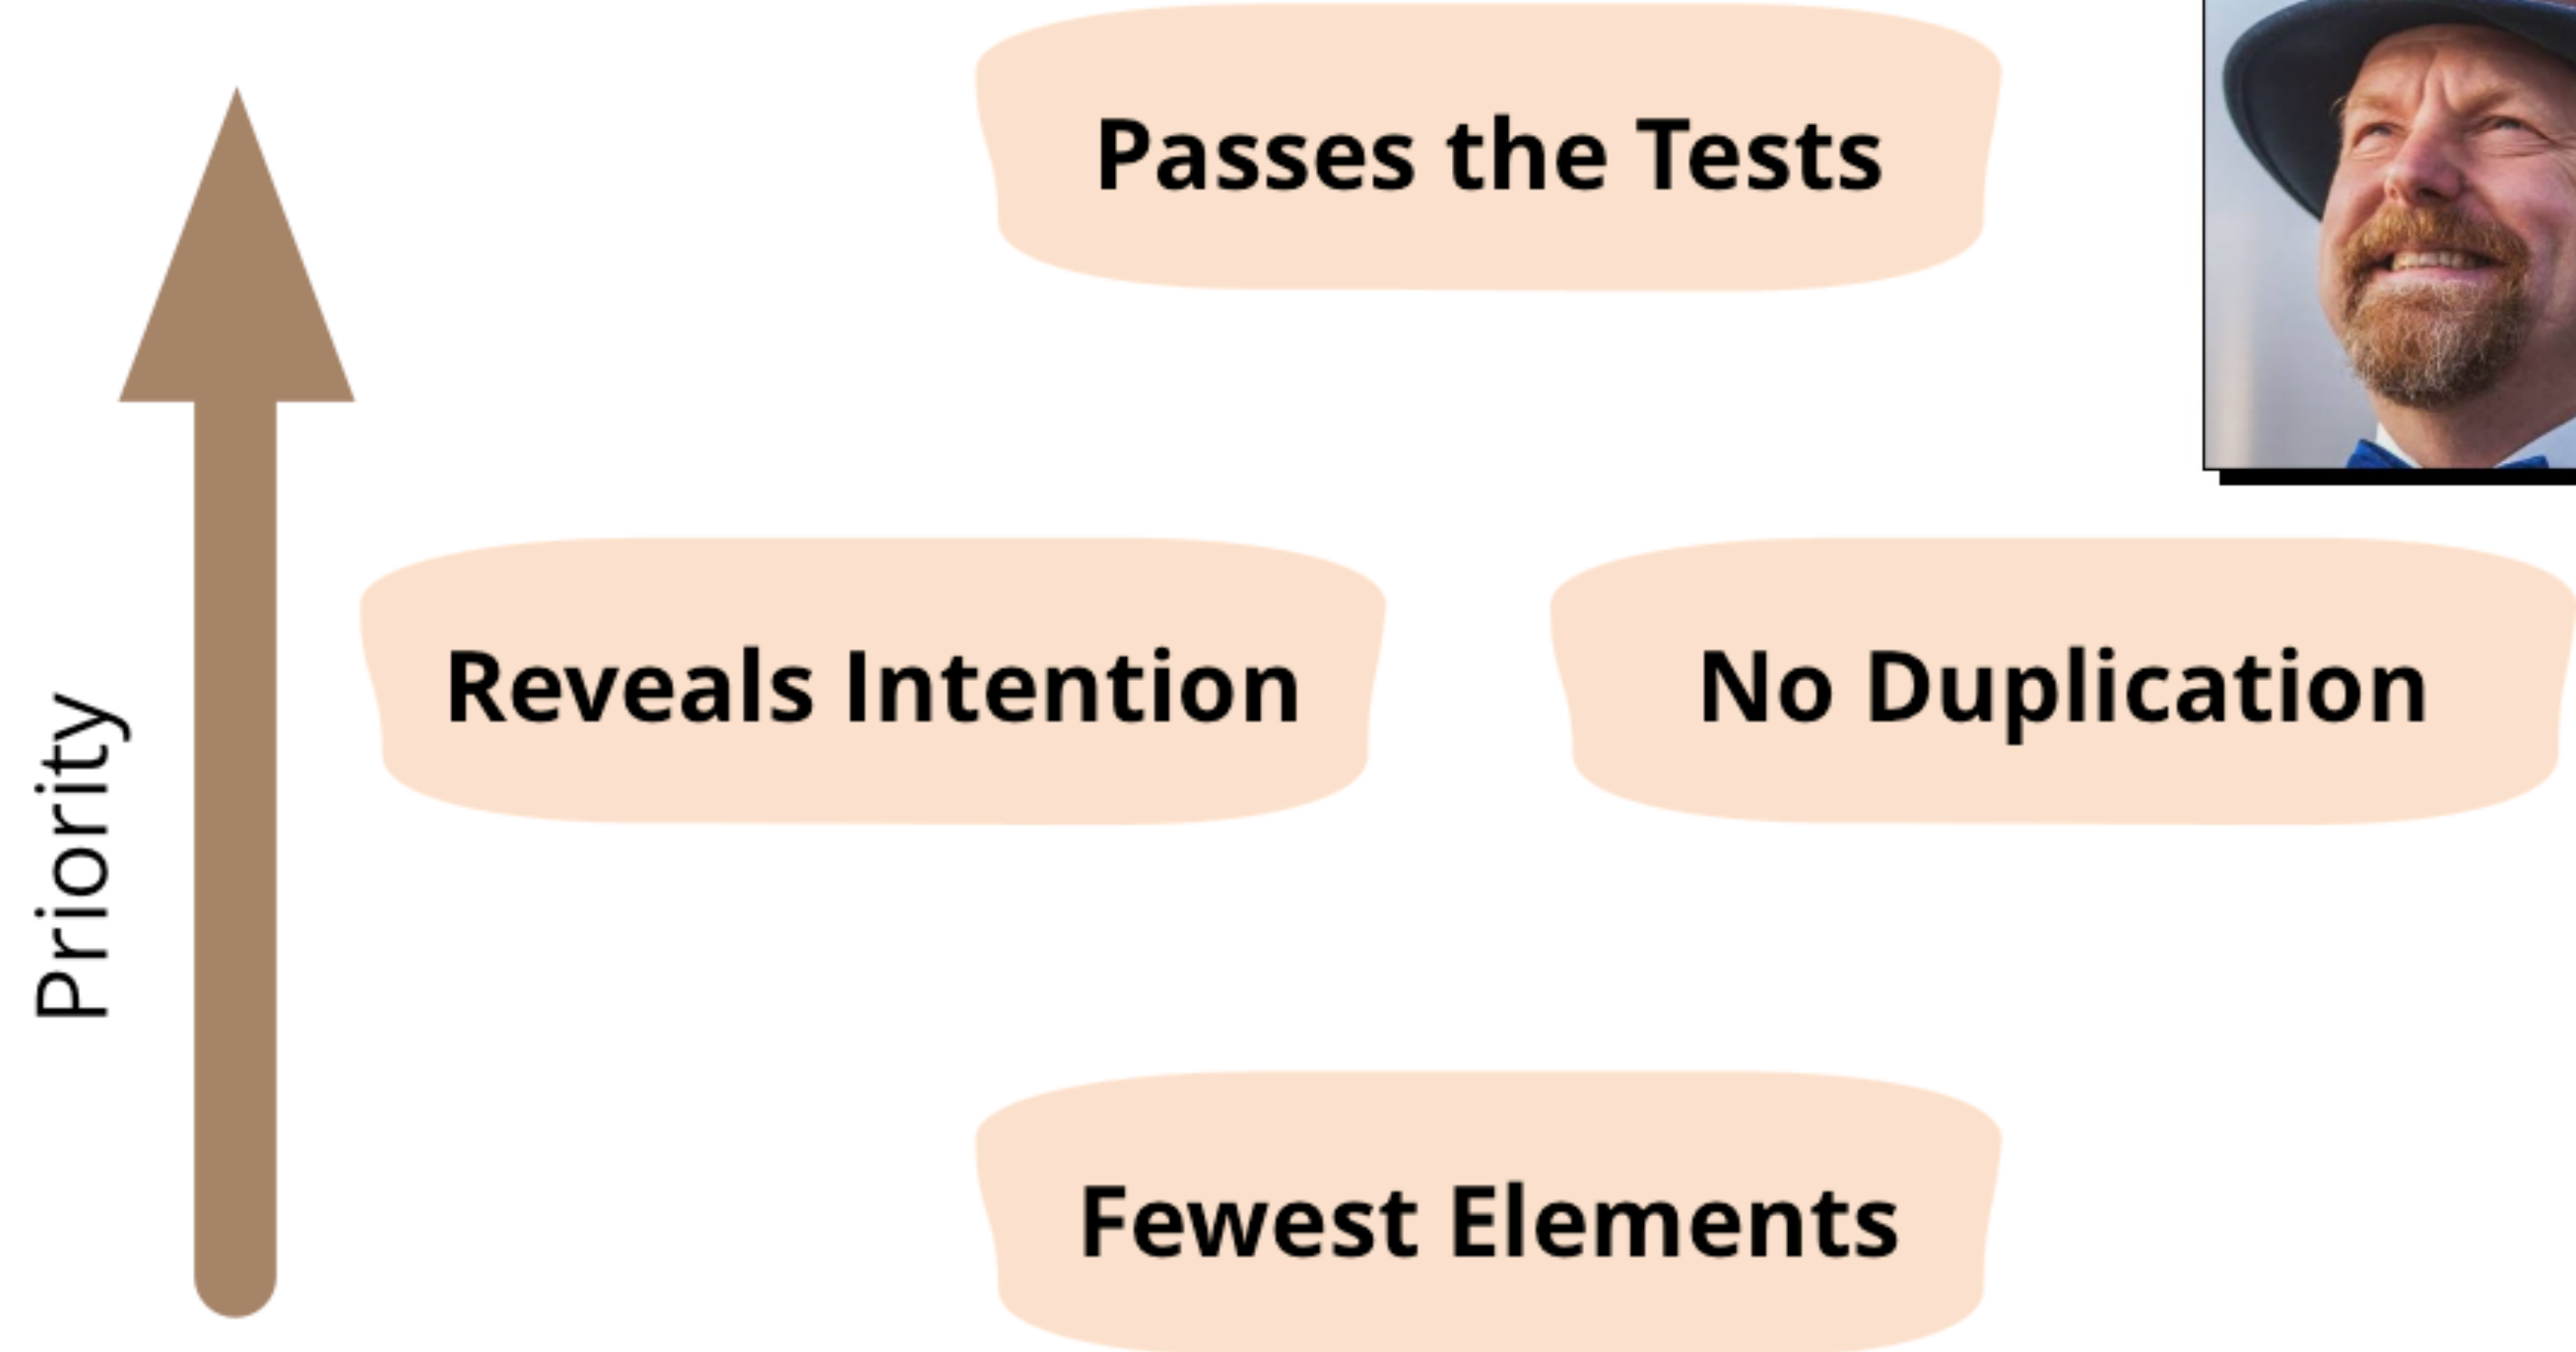 Passes the Tests
Reveals Intention
No Duplication
Priority
Fewest Elements